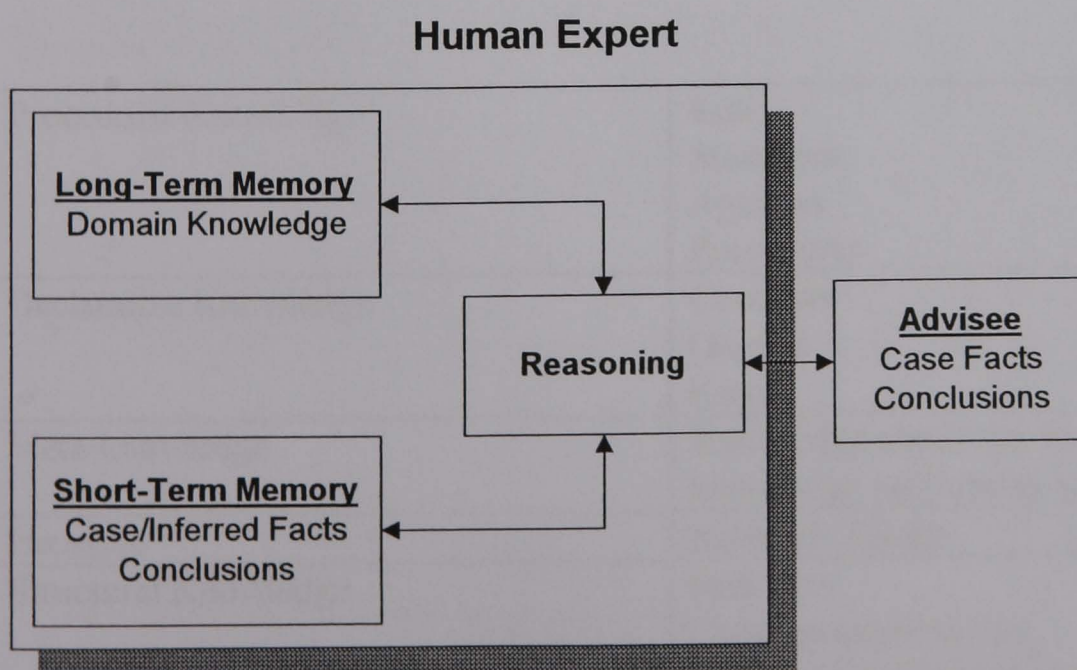 Human Expert
Long-Term Memory
Domain Knowledge
Reasoning
Advisee
Case Facts
Conclusions
Short-Term Memory
Case/Inferred Facts
Conclusions